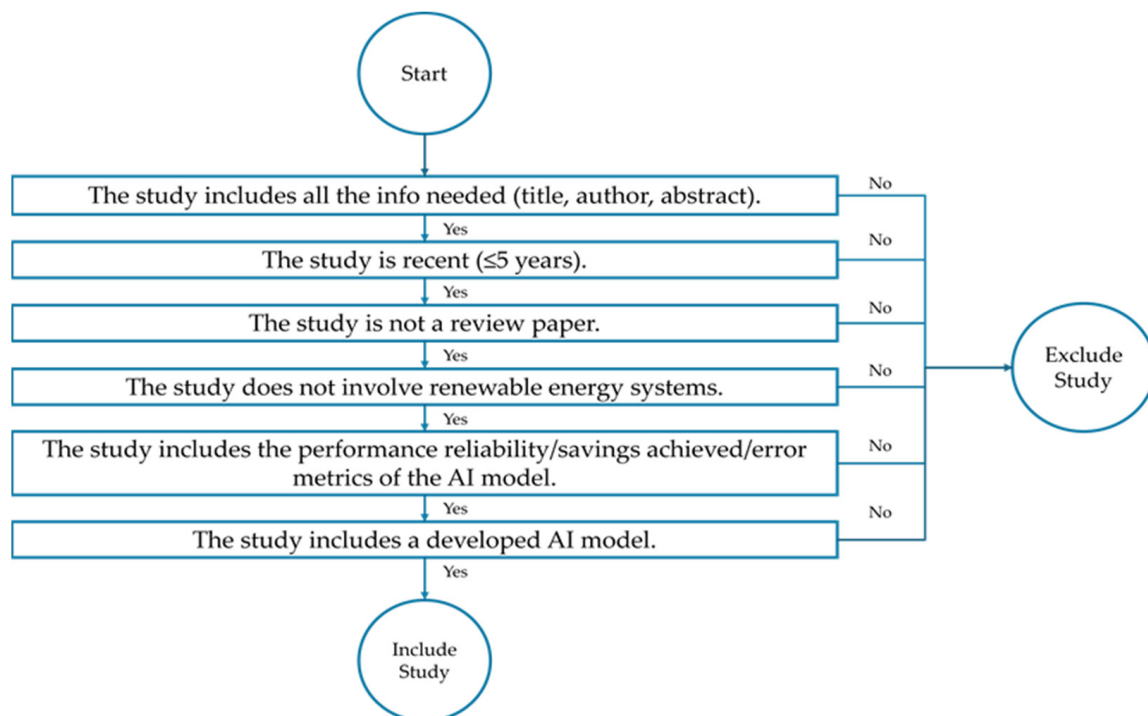 Start
The study includes all the info needed (title, author, abstract).
No
Yes
The study is recent (≤5 years).
No
Yes
The study is not a review paper.
No
Yes
The study does not involve renewable energy systems.
No
Yes
The study includes the performance reliability/savings achieved/error
metrics of the AI model.
No
Yes
The study includes a developed AI model.
No
Yes
Exclude
Study
Include
Study